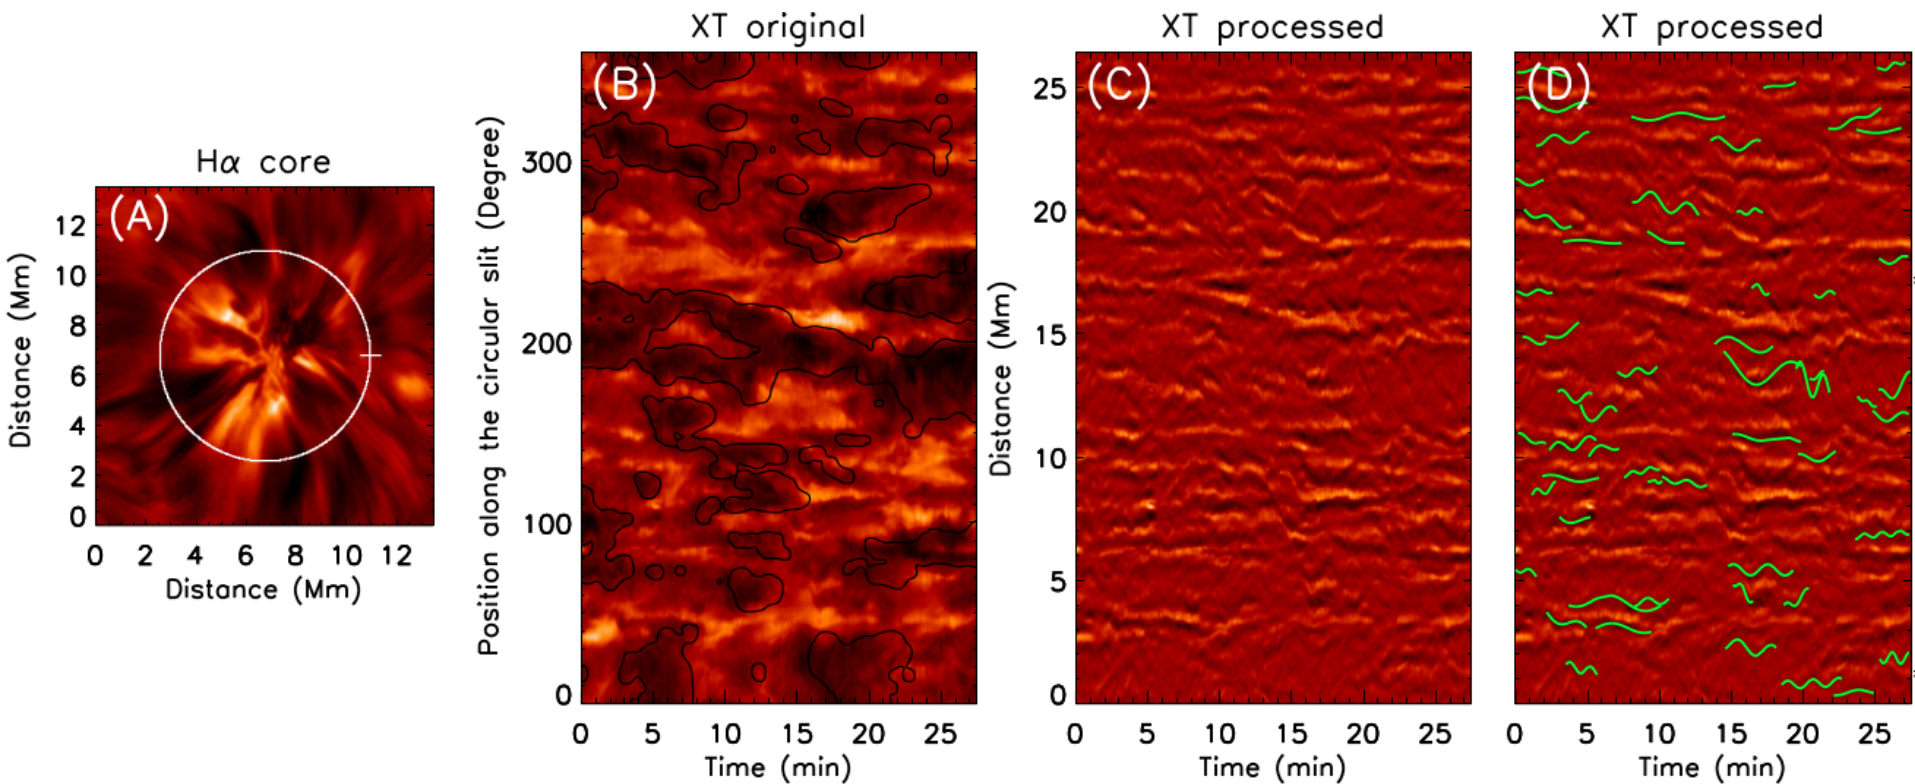 Hα core
(A)
Distance (Mm)
12
10
8
6
4
2
0
0 2 4 6 8 10 12
Distance (Mm)
XT original
(B)
Position along the circular slit (Degree)
300
200
100
0
0 5 10 15 20 25
Time (min)
XT processed
(C)
Distance (Mm)
25
20
15
10
5
0
0 5 10 15 20 25
Time (min)
XT processed
(D)
0 5 10 15 20 25
Time (min)